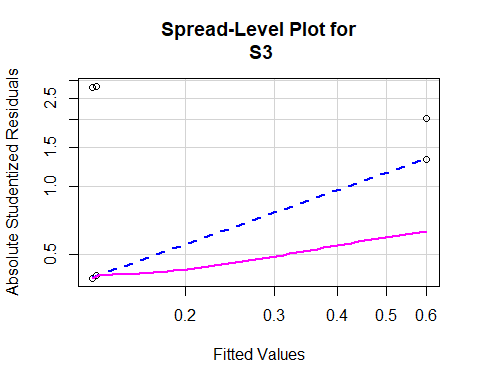 Spread-Level Plot for
S3
Absolute Studentized Residuals
2.5
1.5
1.0
0.5
0.2 0.3 0.4 0.5 0.6
Fitted Values